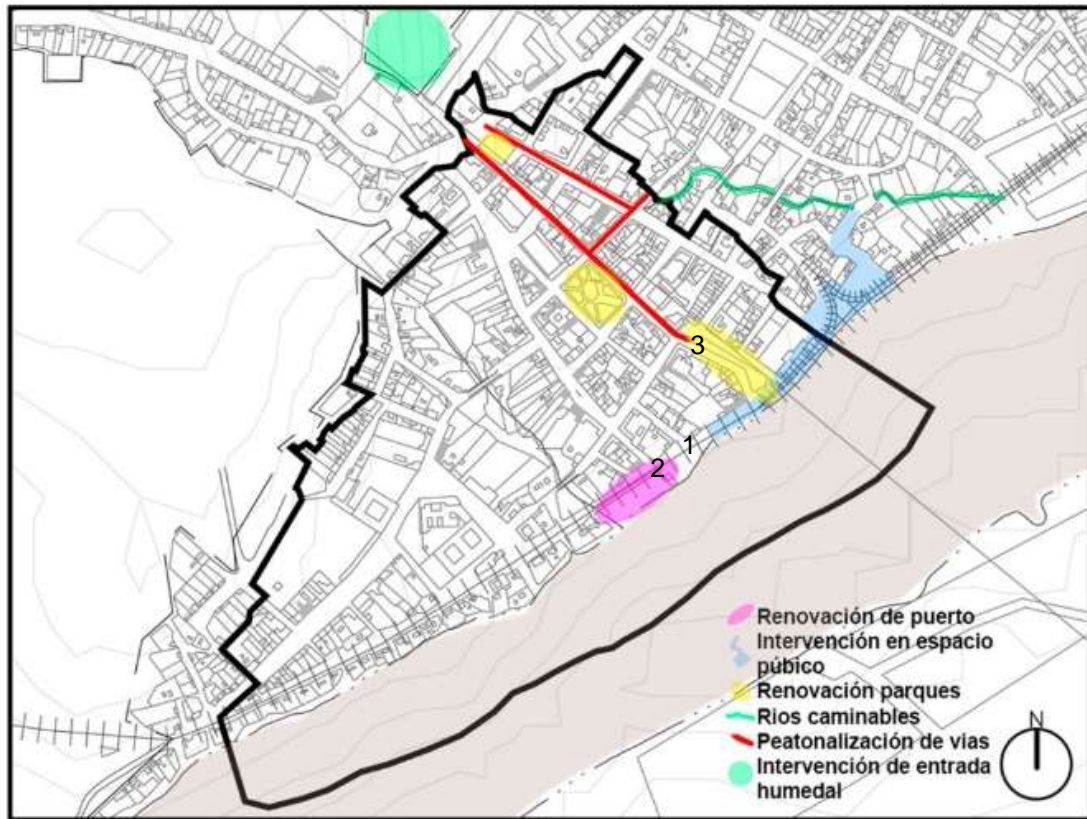 3
1
2
Renovación de puerto
Intervención en espacio
púbico
Renovación parques
Rios caminables
Peatonalización de vias
Intervención de entrada
humedal
N